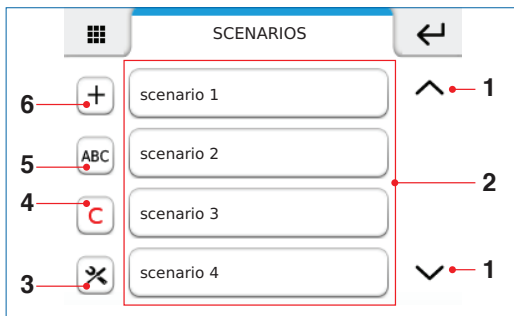 SCENARIOS
6 + scenario 1 1
5 ABC scenario 2
2
4 C scenario 3
3 scenario 4 1